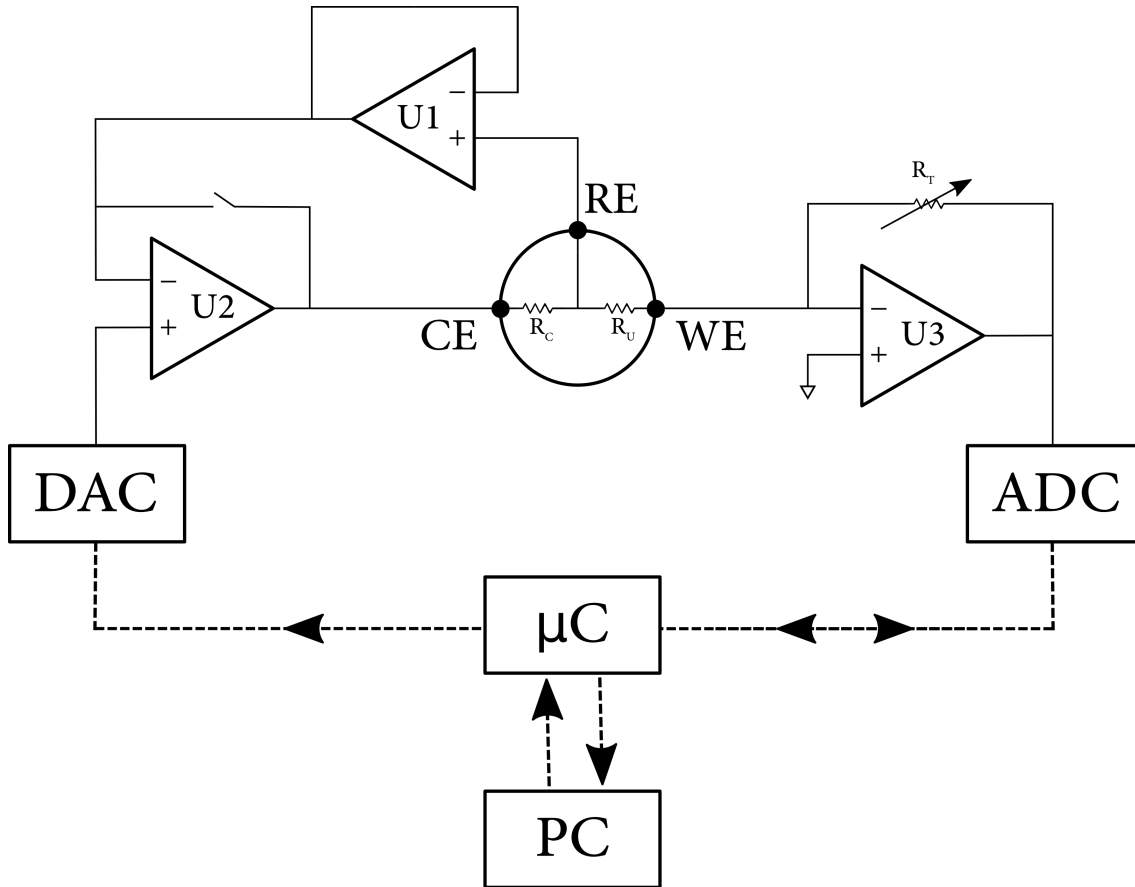 U1
−
+
RE
R_T
U2
−
+
CE
R_C
R_U
WE
−
U3
+
DAC
ADC
μC
PC